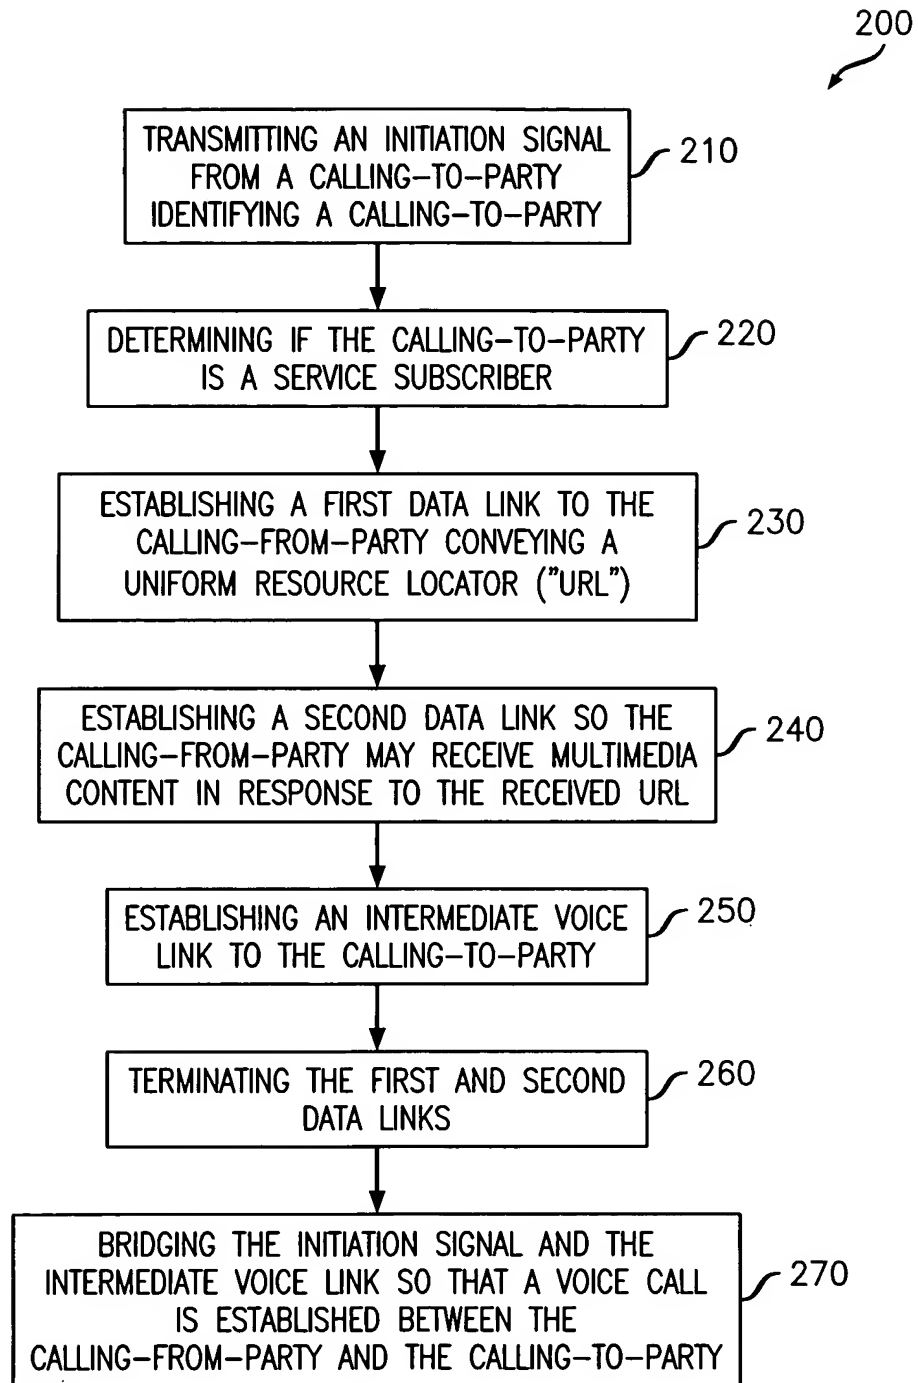 200
TRANSMITTING AN INITIATION SIGNAL
FROM A CALLING-TO-PARTY
IDENTIFYING A CALLING-TO-PARTY
210
DETERMINING IF THE CALLING-TO-PARTY
IS A SERVICE SUBSCRIBER
220
ESTABLISHING A FIRST DATA LINK TO THE
CALLING-FROM-PARTY CONVEYING A
UNIFORM RESOURCE LOCATOR ("URL")
230
ESTABLISHING A SECOND DATA LINK SO THE
CALLING-FROM-PARTY MAY RECEIVE MULTIMEDIA
CONTENT IN RESPONSE TO THE RECEIVED URL
240
ESTABLISHING AN INTERMEDIATE VOICE
LINK TO THE CALLING-TO-PARTY
250
TERMINATING THE FIRST AND SECOND
DATA LINKS
260
BRIDGING THE INITIATION SIGNAL AND THE
INTERMEDIATE VOICE LINK SO THAT A VOICE CALL
IS ESTABLISHED BETWEEN THE
CALLING-FROM-PARTY AND THE CALLING-TO-PARTY
270